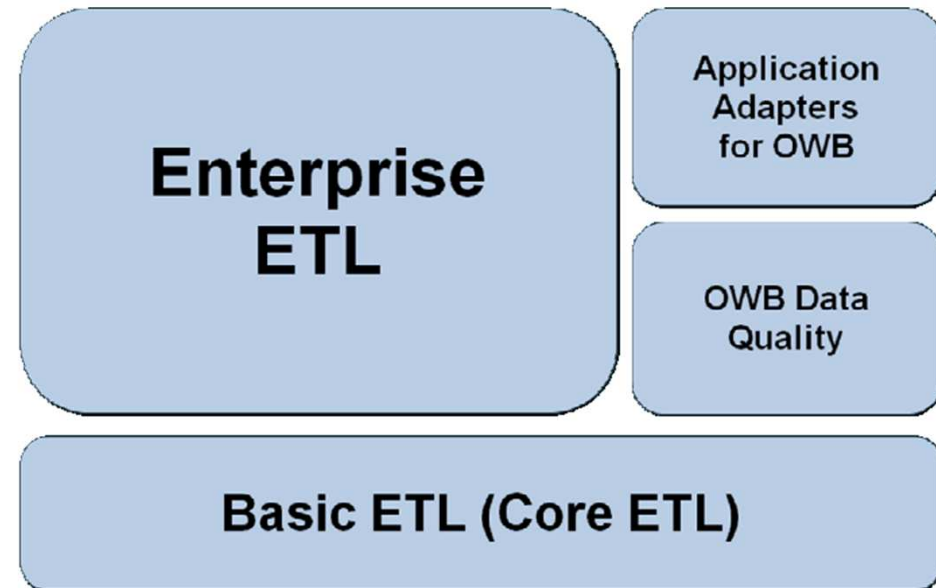 Enterprise
ETL
Application
Adapters
for OWB
OWB Data
Quality
Basic ETL (Core ETL)